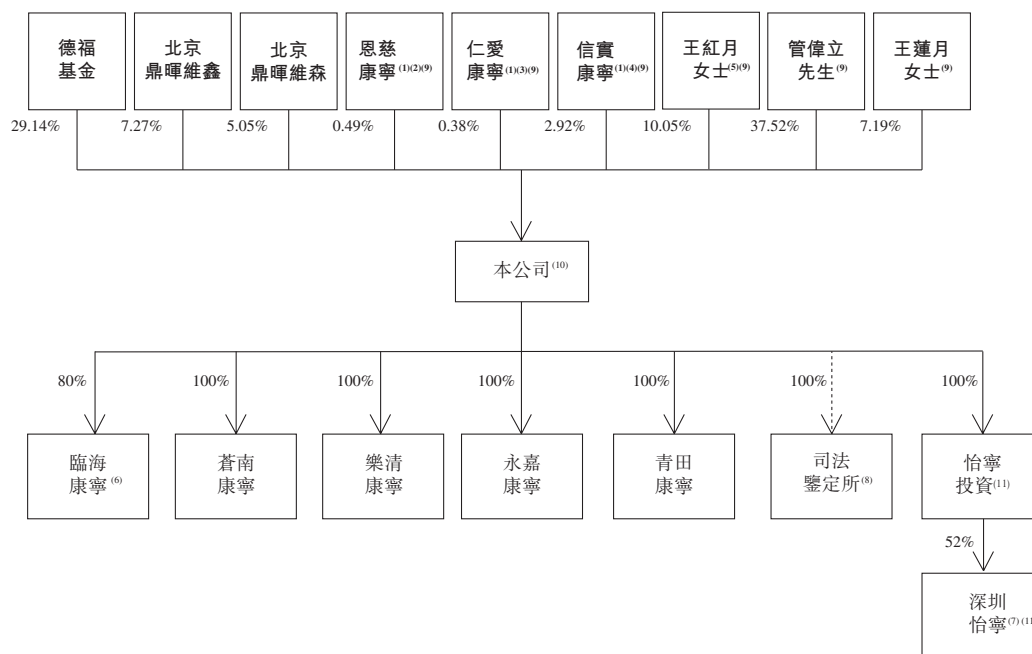 德福
基金
北京
鼎暉維鑫
北京
鼎暉維森
恩慈
康寧(1)(2)(9)
仁愛
康寧(1)(3)(9)
信實
康寧(1)(4)(9)
王紅月
女士(5)(9)
管偉立
先生(9)
王蓮月
女士(9)
29.14%
7.27%
5.05%
0.49%
0.38%
2.92%
10.05%
37.52%
7.19%
本公司(10)
80%
100%
100%
100%
100%
100%
100%
臨海
康寧(6)
蒼南
康寧
樂清
康寧
永嘉
康寧
青田
康寧
司法
鑒定所(8)
怡寧
投資(11)
52%
深圳
怡寧(7)(11